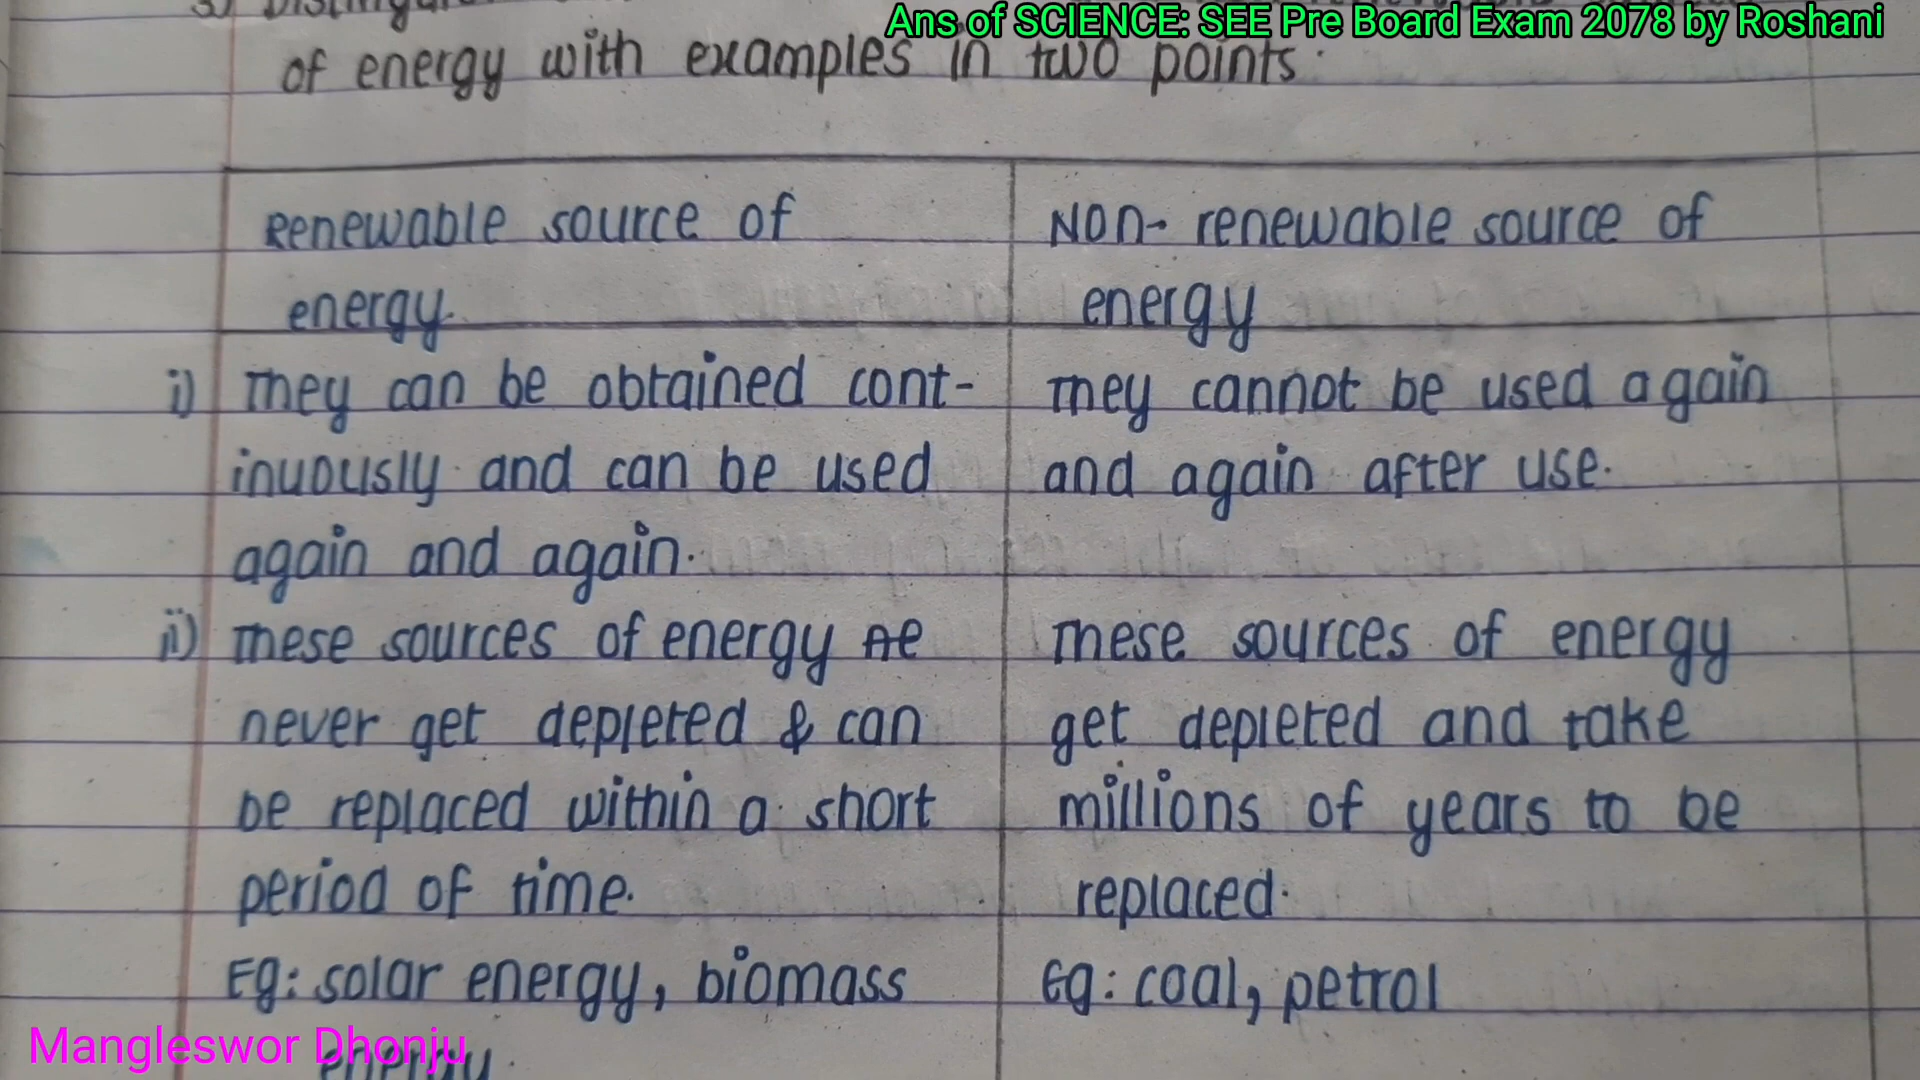 Ans of SCIENCE: SEE Pre Board Exam 2078 by Roshani
of energy with examples in two points.
Renewable source of
energy.
Non-renewable source of
energy
i) They can be obtained cont-
inuously and can be used
again and again.
They cannot be used again
and again after use.
ii) These sources of energy
never get depleted & can
be replaced within a short
period of time.
These sources of energy
get depleted and take
millions of years to be
replaced.
Eg: solar energy, biomass
energy.
Eg: coal, petrol
Mangleswor Dhonju